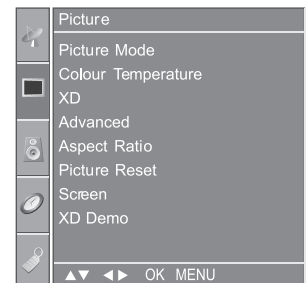 Picture
Picture Mode
Colour Temperature
XD
Advanced
Aspect Ratio
Picture Reset
Screen
XD Demo
▲▼ ◀▶ OK MENU